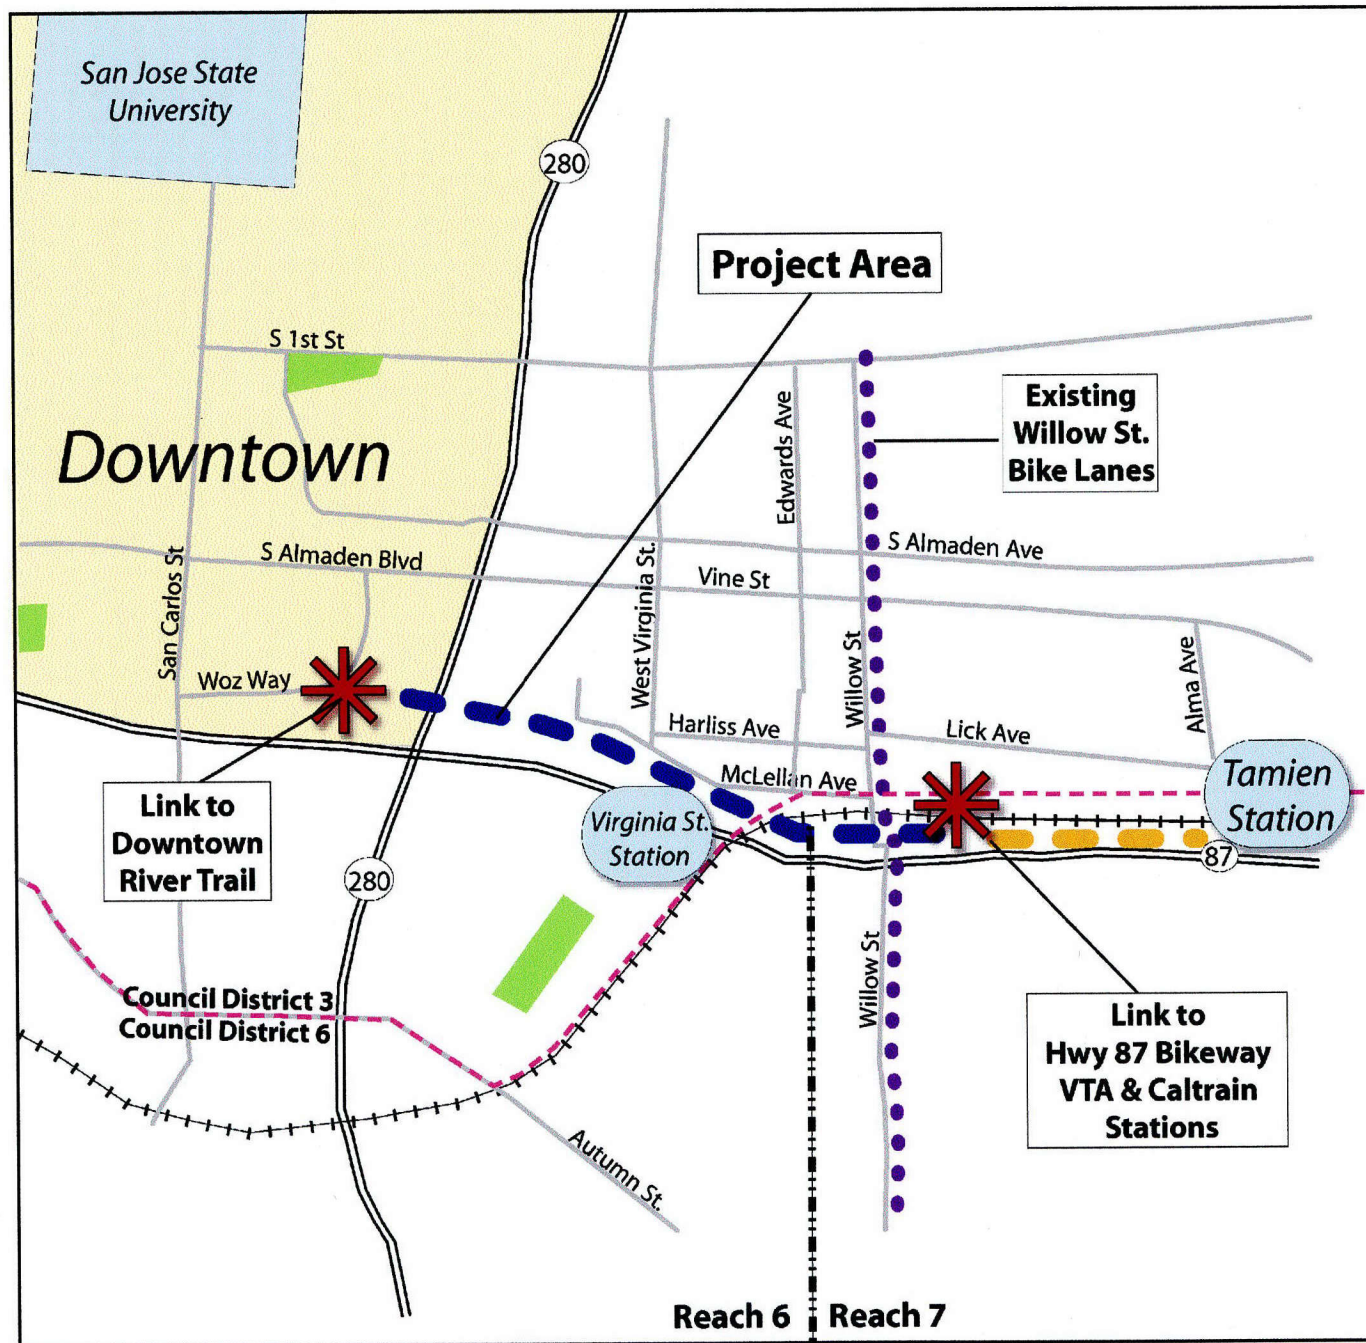 San Jose State
University
280
Project Area
S 1st St
Existing
Willow St.
Bike Lanes
Downtown
Edwards Ave
San Carlos St
S Almaden Blvd
West Virginia St.
S Almaden Ave
Vine St
Willow St
Alma Ave
Woz Way
Harliss Ave
Lick Ave
McLellan Ave
Tamien
Station
Link to
Downtown
River Trail
Virginia St.
Station
87
280
Willow St
Council District 3
Council District 6
Link to
Hwy 87 Bikeway
VTA & Caltrain
Stations
Autumn St.
Reach 6
Reach 7